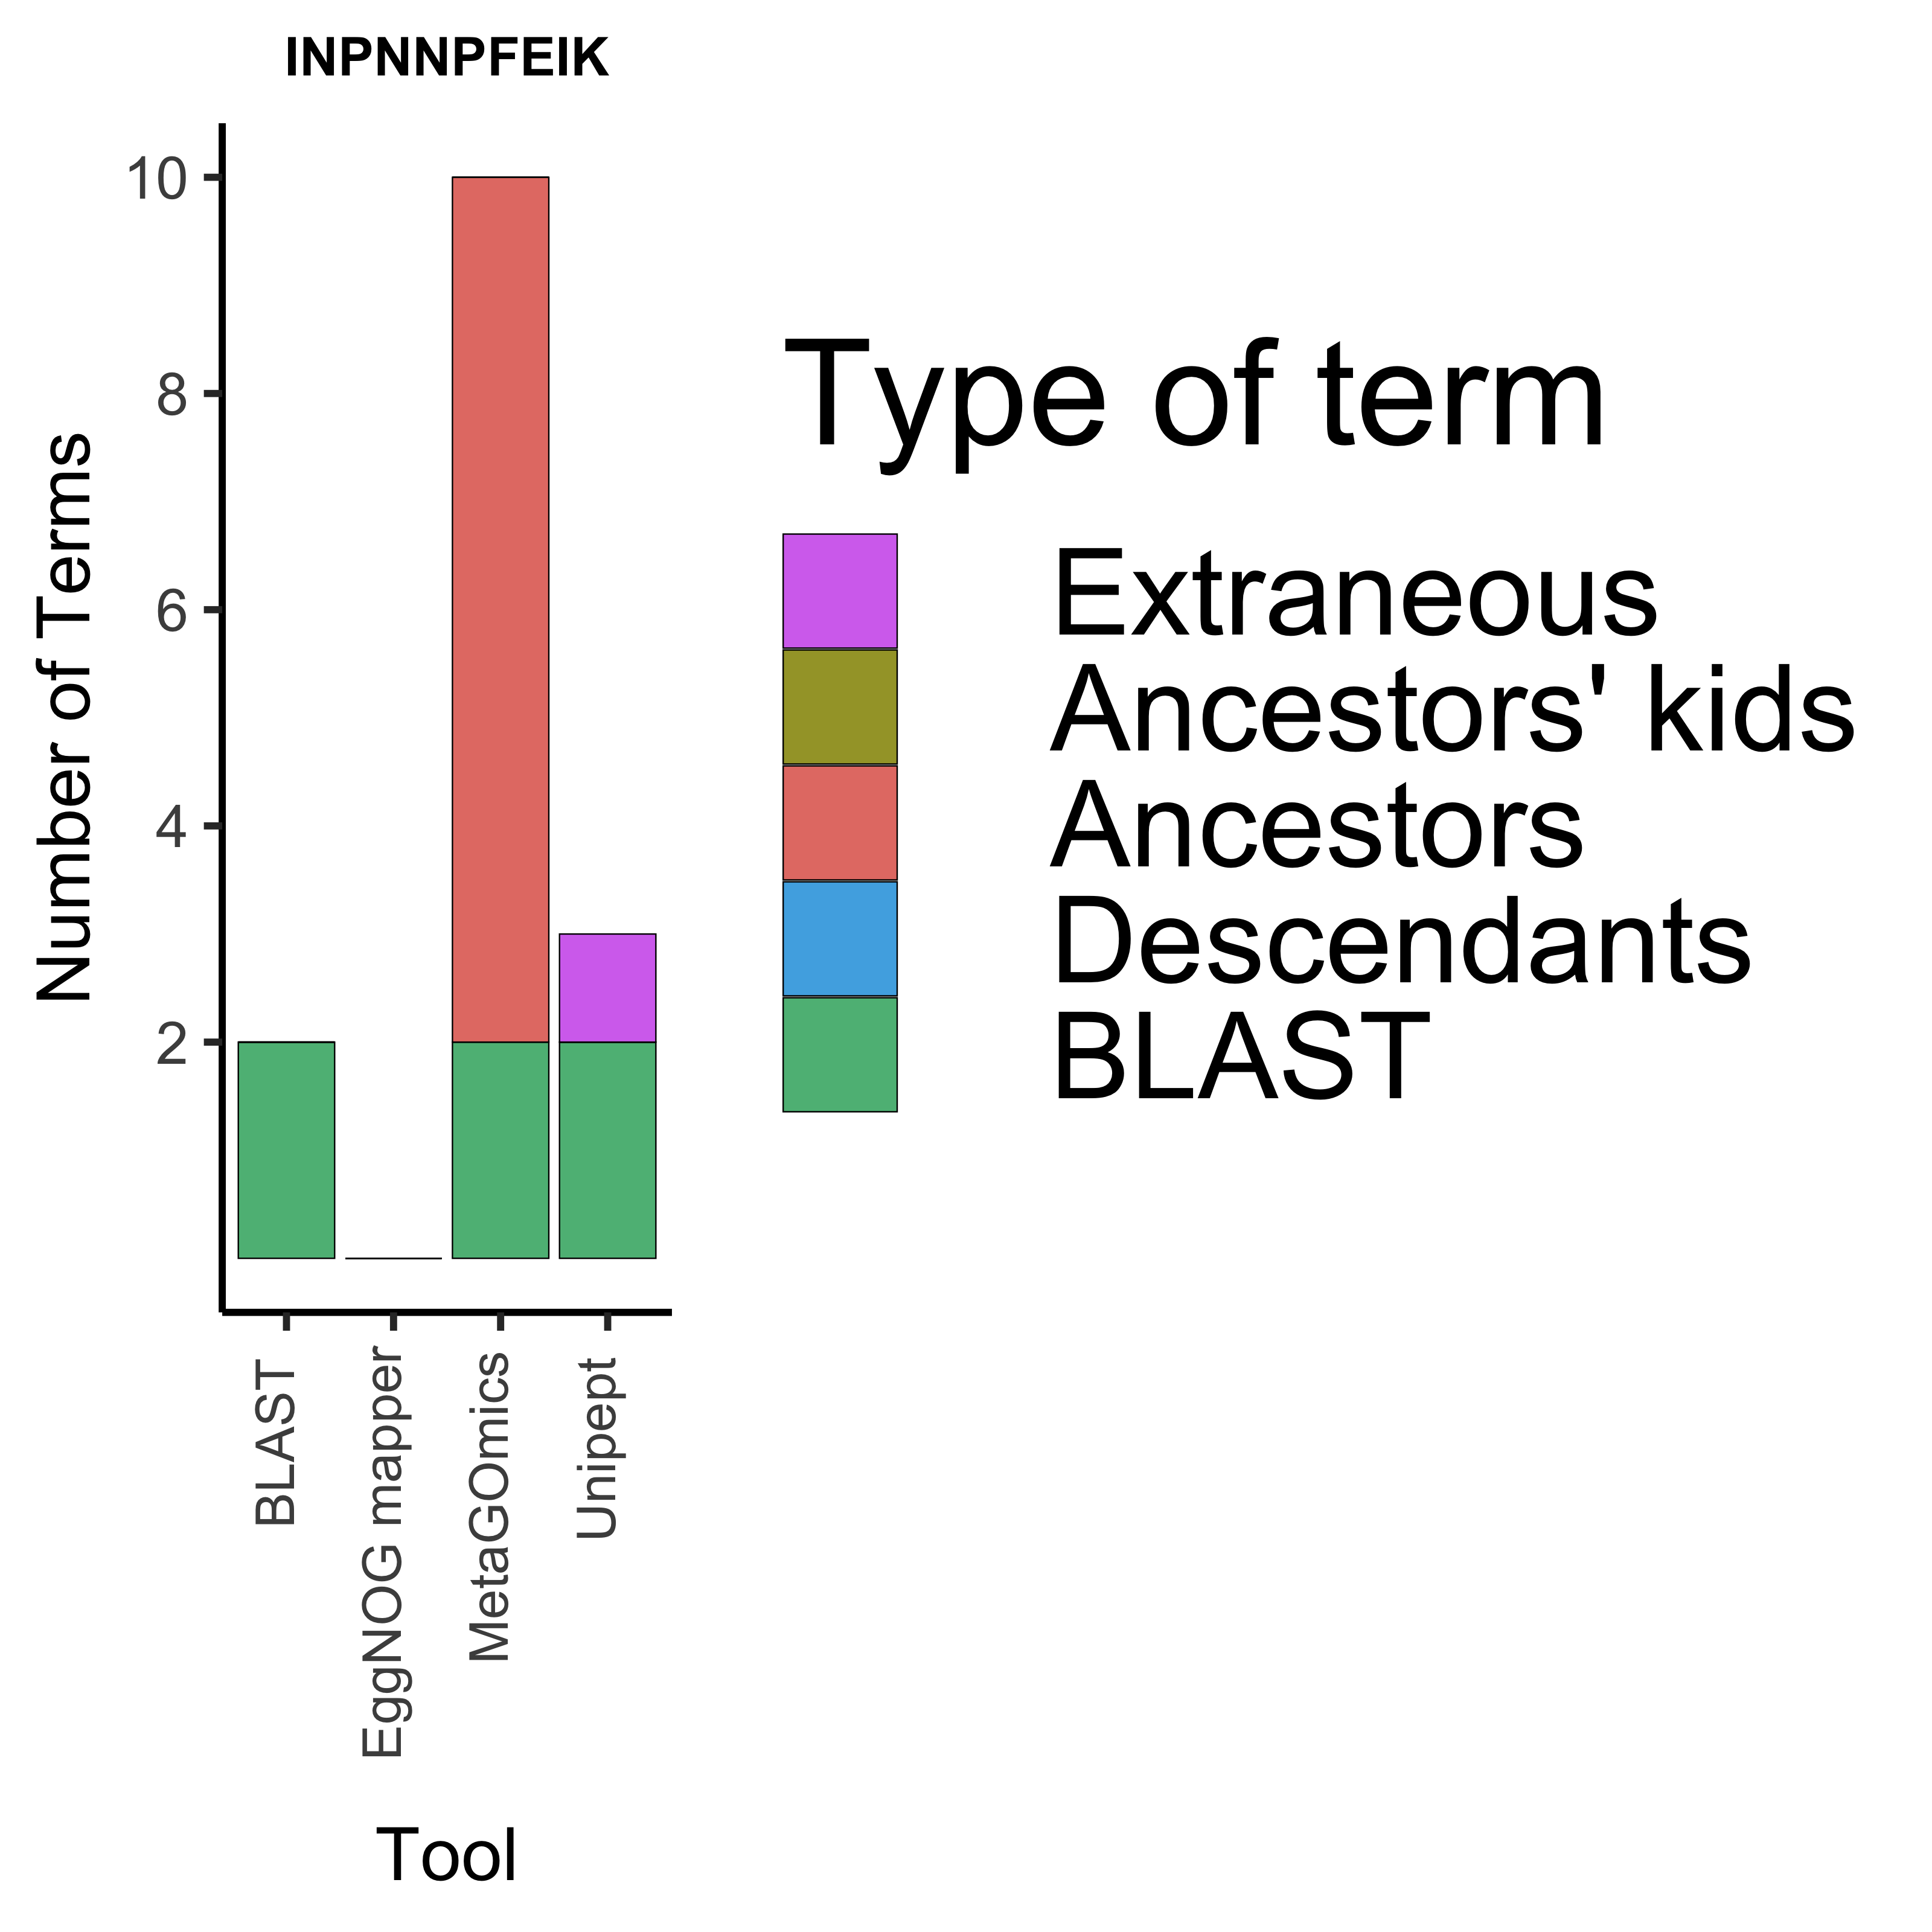 INPNNPFEIK
10
8
6
4
2
Number of Terms
BLAST
EggNOG mapper
MetaGOmics
Unipept
Tool
Type of term
Extraneous
Ancestors' kids
Ancestors
Descendants
BLAST